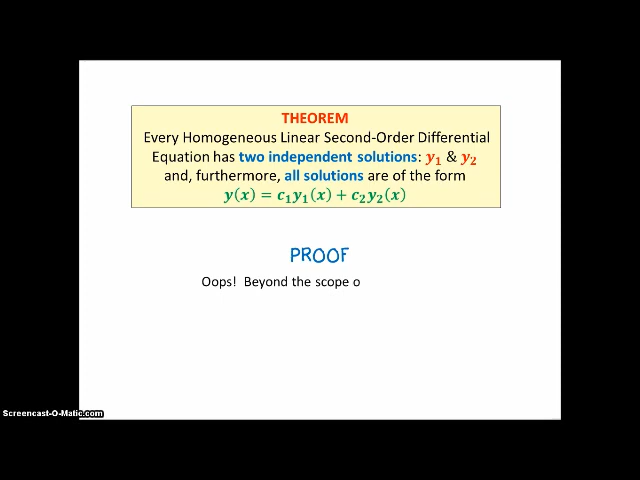 THEOREM
Every Homogeneous Linear Second-Order Differential
Equation has two independent solutions: y₁ & y₂
and, furthermore, all solutions are of the form
y(x) = c₁y₁(x) + c₂y₂(x)
PROOF
Oops! Beyond the scope o
Screencast-O-Matic.com